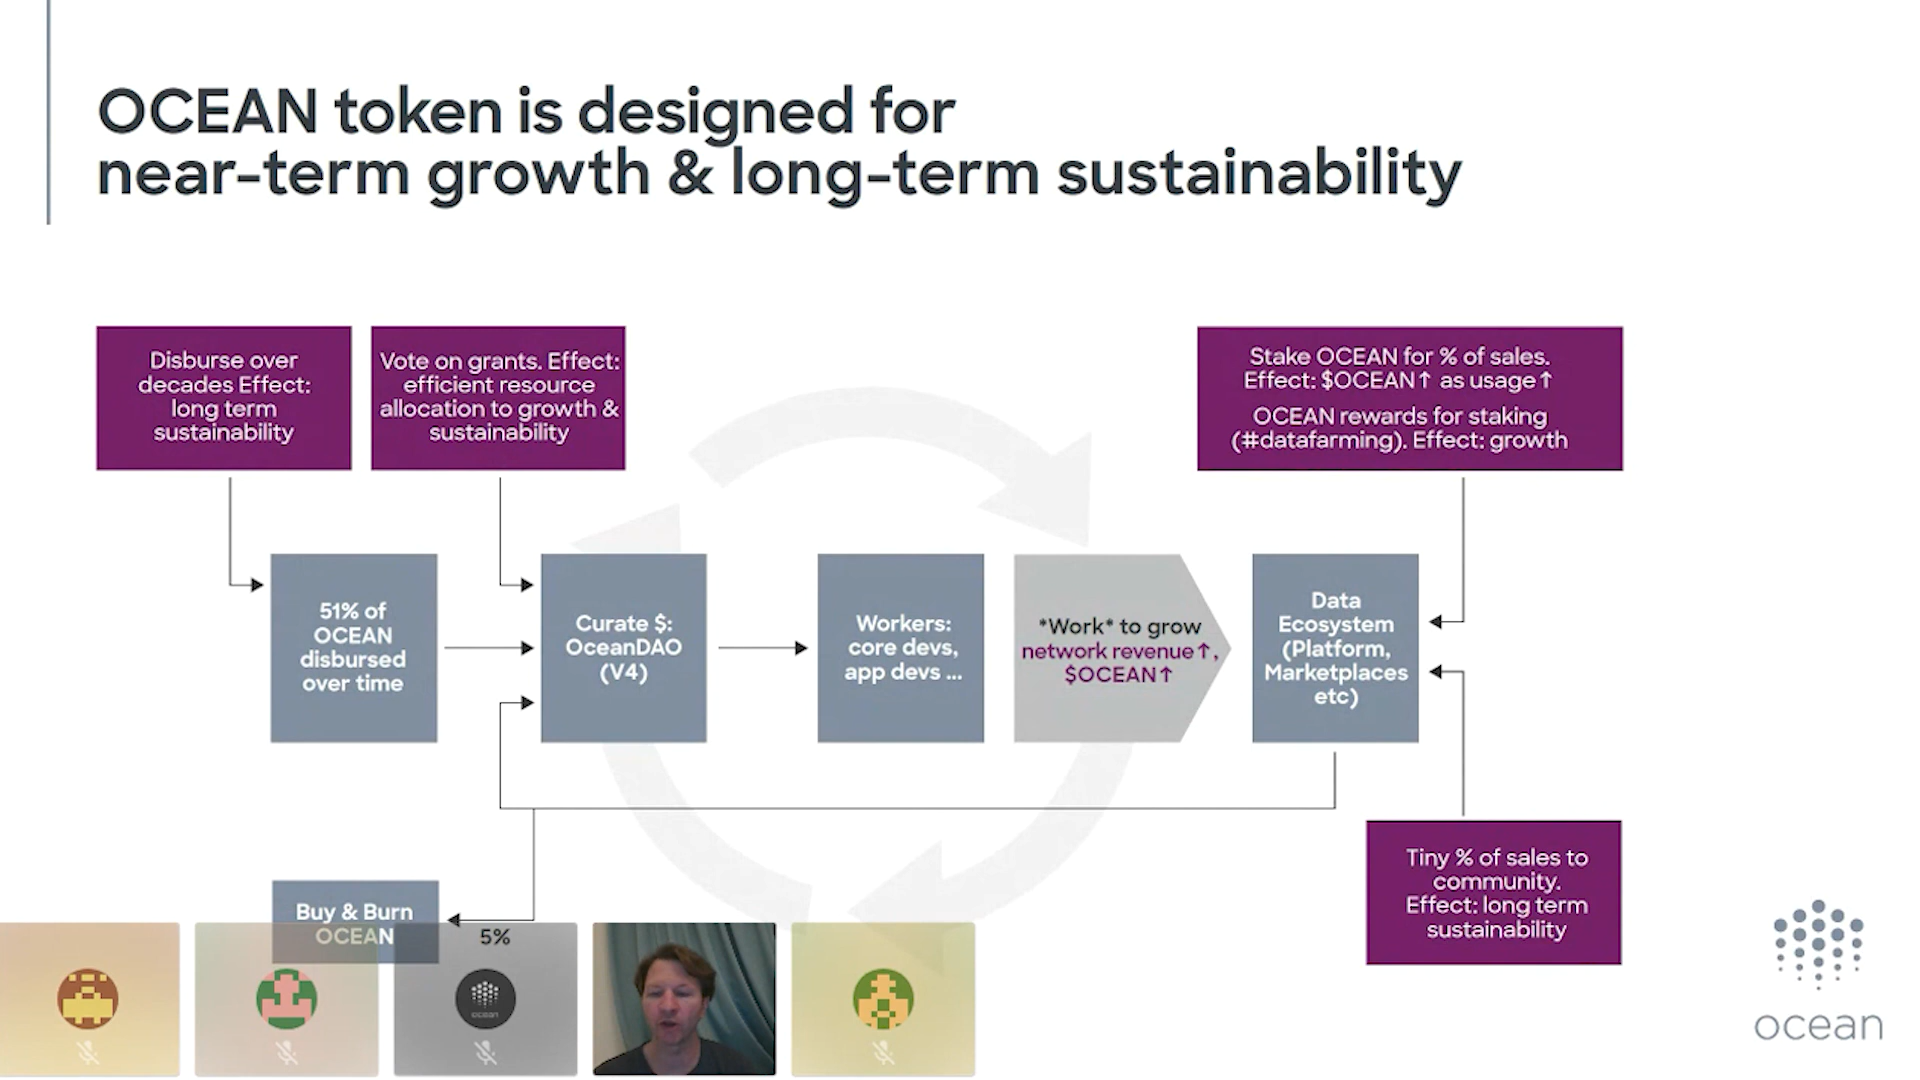 OCEAN token is designed for
near-term growth & long-term sustainability
Disburse over
decades Effect:
long term
sustainability
Vote on grants. Effect:
efficient resource
allocation to growth &
sustainability
Stake OCEAN for % of sales.
Effect: $OCEAN↑ as usage↑
OCEAN rewards for staking
(#datafarming). Effect: growth
51% of
OCEAN
disbursed
over time
Curate $:
OceanDAO
(V4)
Workers:
core devs,
app devs ...
*Work* to grow
network revenue↑,
$OCEAN↑
Data
Ecosystem
(Platform,
Marketplaces
etc)
Buy & Burn
OCEAN
5%
Tiny % of sales to
community.
Effect: long term
sustainability
ocean
ocean